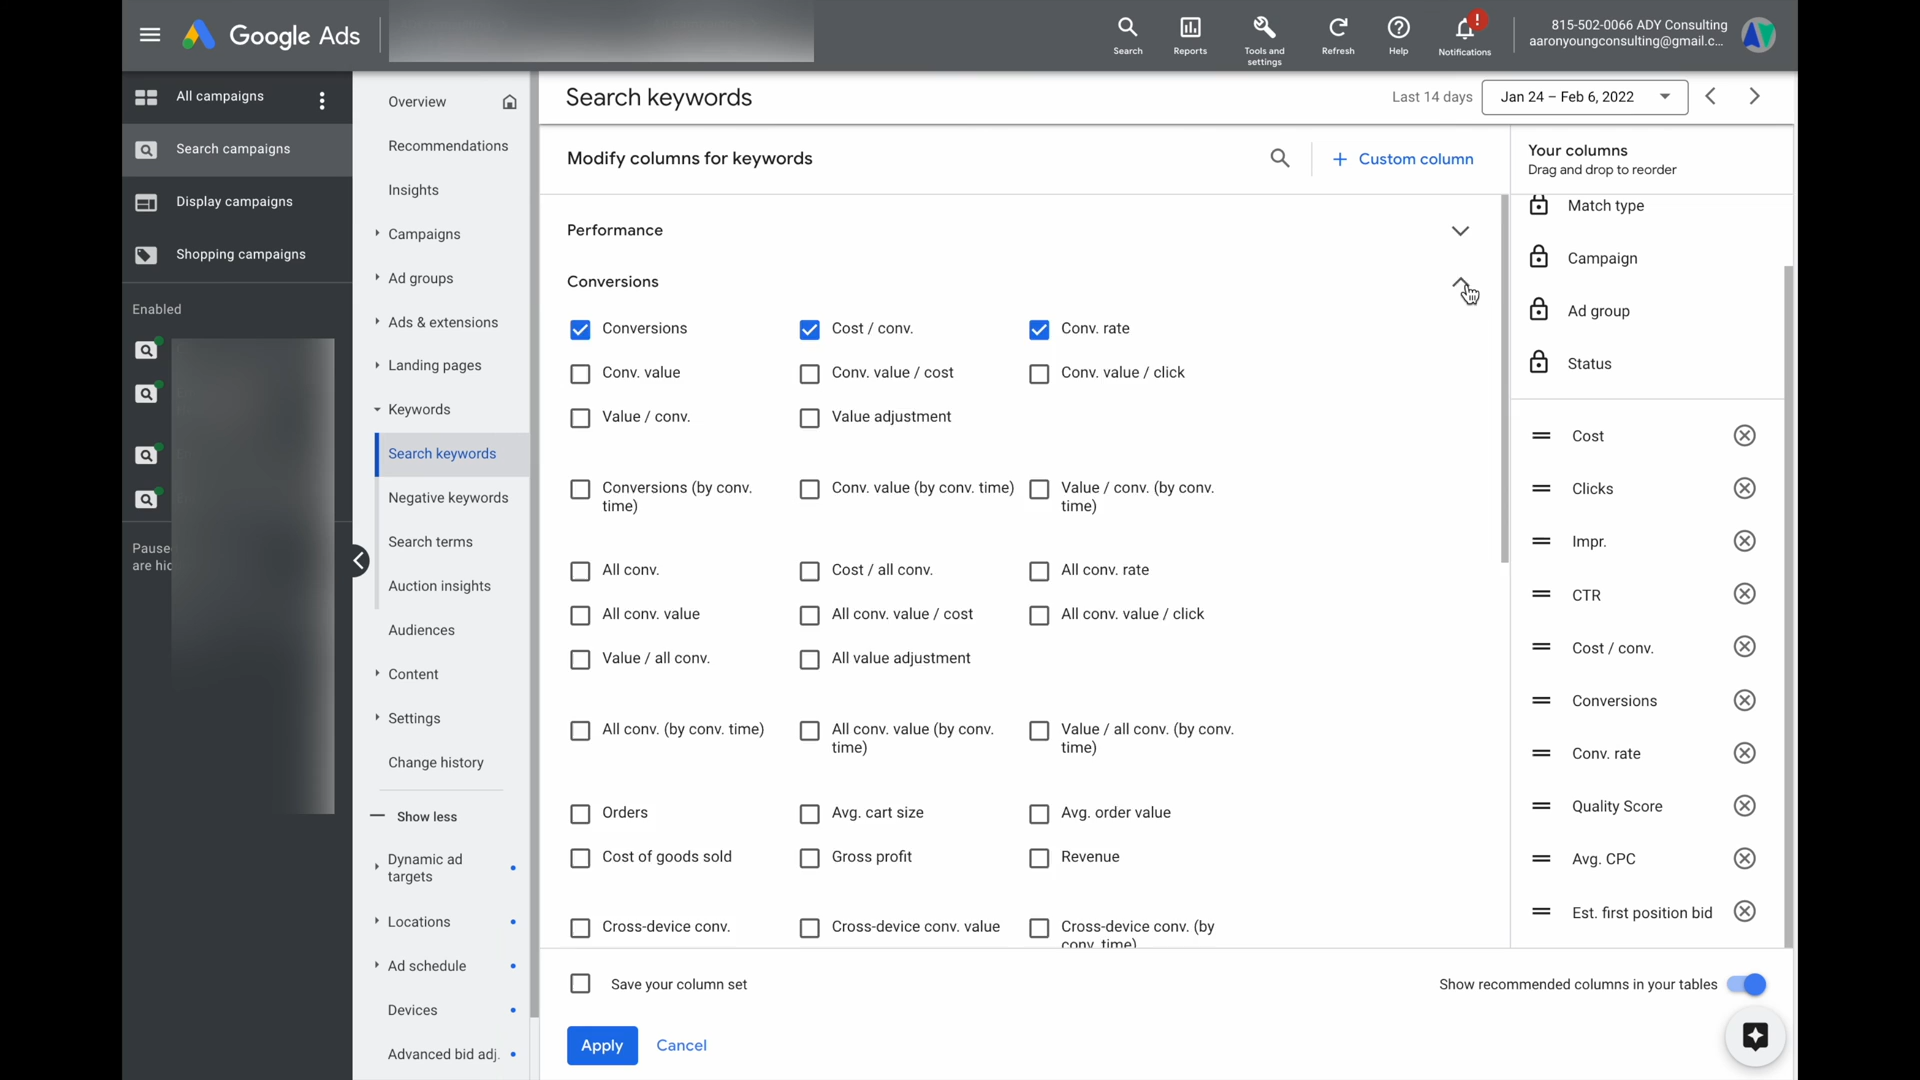 Google Ads
Search
Reports
Tools and
settings
Refresh
Help
!
Notifications
815-502-0066 ADY Consulting
aaronyoungconsulting@gmail.c...
All campaigns
Search campaigns
Display campaigns
Shopping campaigns
Enabled
Pause
are hid
Overview
Recommendations
Insights
Campaigns
Ad groups
Ads & extensions
Landing pages
Keywords
Search keywords
Negative keywords
Search terms
Auction insights
Audiences
Content
Settings
Change history
Show less
Dynamic ad
targets
Locations
Ad schedule
Devices
Advanced bid adj.
Search keywords
Last 14 days
Jan 24 – Feb 6, 2022
Modify columns for keywords
+ Custom column
Performance
Conversions
Conversions
Cost / conv.
Conv. rate
Conv. value
Conv. value / cost
Conv. value / click
Value / conv.
Value adjustment
Conversions (by conv.
time)
Conv. value (by conv. time)
Value / conv. (by conv.
time)
All conv.
Cost / all conv.
All conv. rate
All conv. value
All conv. value / cost
All conv. value / click
Value / all conv.
All value adjustment
All conv. (by conv. time)
All conv. value (by conv.
time)
Value / all conv. (by conv.
time)
Orders
Avg. cart size
Avg. order value
Cost of goods sold
Gross profit
Revenue
Cross-device conv.
Cross-device conv. value
Cross-device conv. (by
conv. time)
Your columns
Drag and drop to reorder
Match type
Campaign
Ad group
Status
Cost
Clicks
Impr.
CTR
Cost / conv.
Conversions
Conv. rate
Quality Score
Avg. CPC
Est. first position bid
Save your column set
Show recommended columns in your tables
Apply
Cancel